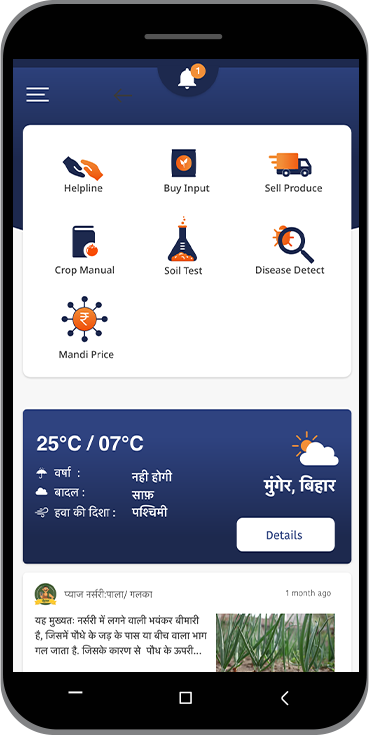 1
Helpline
Buy Input
Sell Produce
Crop Manual
Soil Test
Disease Detect
₹
Mandi Price
25°C / 07°C
वर्षा :
नही होगी
बादल :
साफ़
हवा की दिशा :
पश्चिमी
मुंगेर, बिहार
Details
प्याज नर्सरी:पाला/ गलका
1 month ago
यह मुख्यतः नर्सरी में लगने वाली भयंकर बीमारी
है, जिसमें पौधे के जड़ के पास या बीच वाला भाग
गल जाता है. जिसके कारण से पौध के ऊपरी...